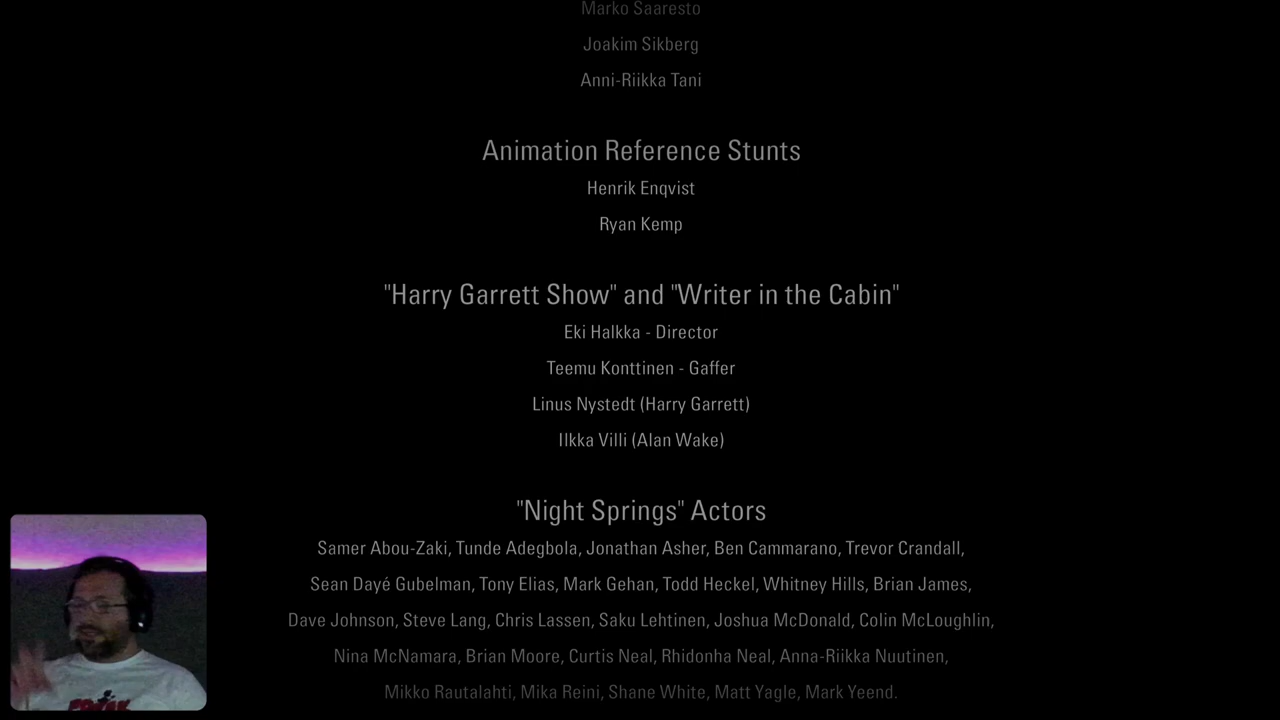 Marko Saaresto
Joakim Sikberg
Anni-Riikka Tani
Animation Reference Stunts
Henrik Enqvist
Ryan Kemp
"Harry Garrett Show" and "Writer in the Cabin"
Eki Halkka - Director
Teemu Konttinen - Gaffer
Linus Nystedt (Harry Garrett)
Ilkka Villi (Alan Wake)
"Night Springs" Actors
Samer Abou-Zaki, Tunde Adegbola, Jonathan Asher, Ben Cammarano, Trevor Crandall,
Sean Dayé Gubelman, Tony Elias, Mark Gehan, Todd Heckel, Whitney Hills, Brian James,
Dave Johnson, Steve Lang, Chris Lassen, Saku Lehtinen, Joshua McDonald, Colin McLoughlin,
Nina McNamara, Brian Moore, Curtis Neal, Rhidonha Neal, Anna-Riikka Nuutinen,
Mikko Rautalahti, Mika Reini, Shane White, Matt Yagle, Mark Yeend.